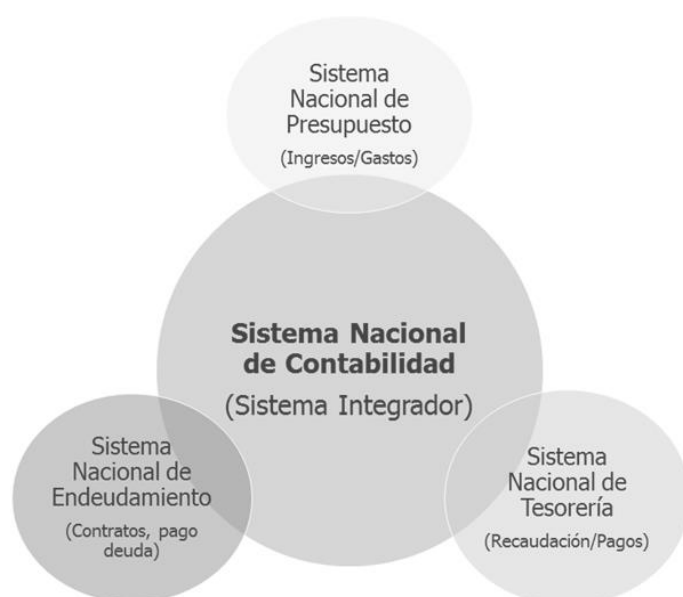 Sistema
Nacional de
Presupuesto
(Ingresos/Gastos)
Sistema Nacional
de Contabilidad
(Sistema Integrador)
Sistema
Nacional de
Endeudamiento
(Contratos, pago
deuda)
Sistema
Nacional de
Tesorería
(Recaudación/Pagos)